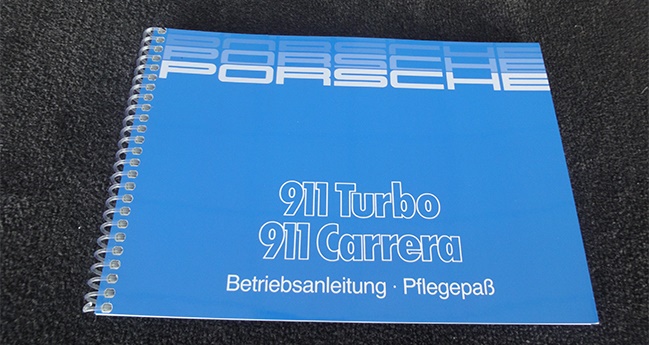 PORSCHE
PORSCHE
PORSCHE
911 Turbo
911 Carrera
Betriebsanleitung · Pflegepaß